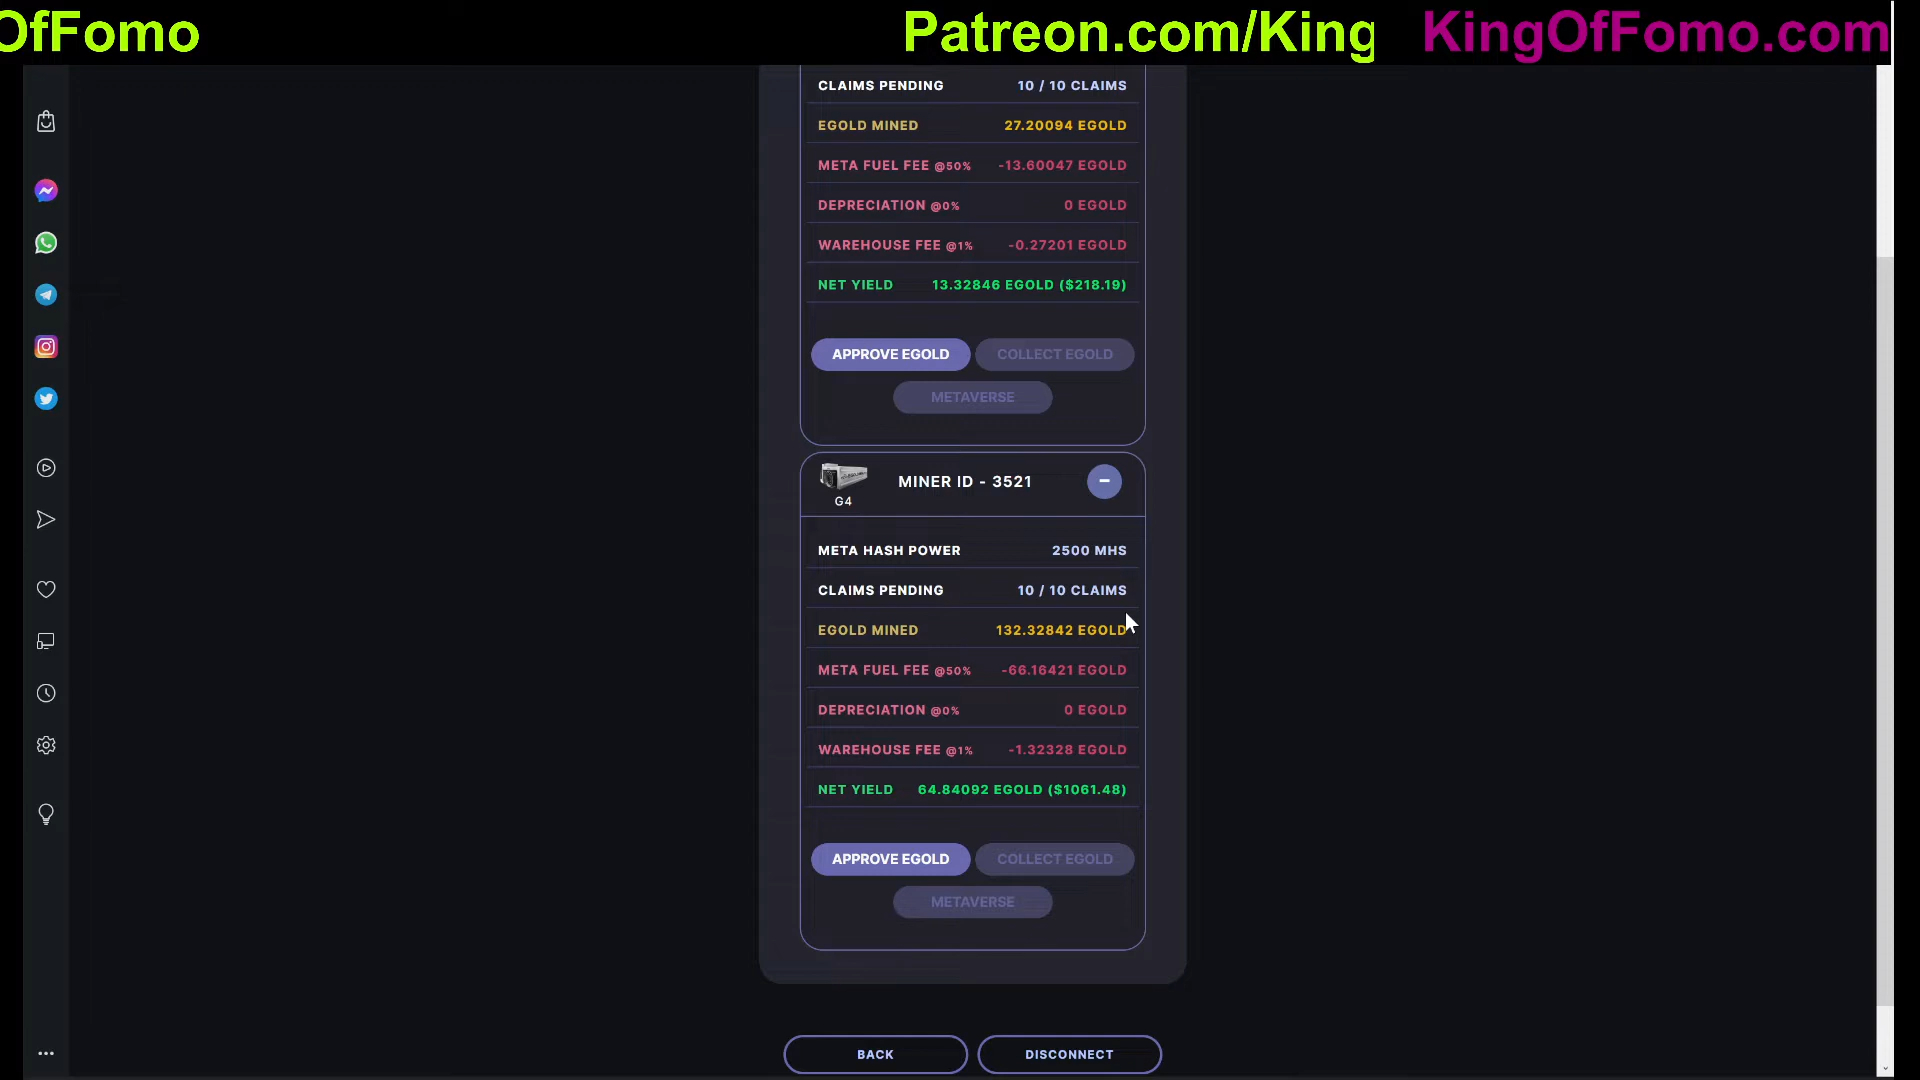 OfFomo
Patreon.com/King
KingOfFomo.com
CLAIMS PENDING 10 / 10 CLAIMS
EGOLD MINED 27.20094 EGOLD
META FUEL FEE @50% -13.60047 EGOLD
DEPRECIATION @0% 0 EGOLD
WAREHOUSE FEE @1% -0.27201 EGOLD
NET YIELD 13.32846 EGOLD ($218.19)
APPROVE EGOLD COLLECT EGOLD
METAVERSE
G4
MINER ID - 3521
META HASH POWER 2500 MHS
CLAIMS PENDING 10 / 10 CLAIMS
EGOLD MINED 132.32842 EGOLD
META FUEL FEE @50% -66.16421 EGOLD
DEPRECIATION @0% 0 EGOLD
WAREHOUSE FEE @1% -1.32328 EGOLD
NET YIELD 64.84092 EGOLD ($1061.48)
APPROVE EGOLD COLLECT EGOLD
METAVERSE
BACK DISCONNECT